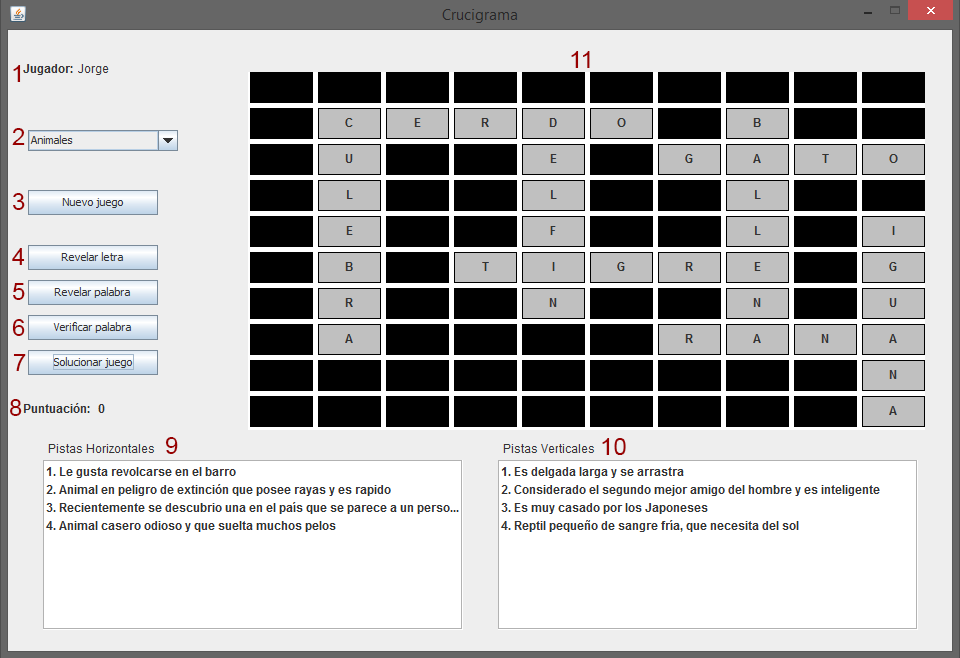 Crucigrama
11
1 Jugador: Jorge
C E R D O B
2 Animales
U E G A T O
L L L
3 Nuevo juego
E F L I
4 Revelar letra
B T I G R E G
5 Revelar palabra
R N N U
6 Verificar palabra
A R A N A
7 Solucionar juego
N
8 Puntuación: 0
A
Pistas Horizontales 9
1. Le gusta revolcarse en el barro
2. Animal en peligro de extinción que posee rayas y es rapido
3. Recientemente se descubrio una en el país que se parece a un perso...
4. Animal casero odioso y que suelta muchos pelos
Pistas Verticales 10
1. Es delgada larga y se arrastra
2. Considerado el segundo mejor amigo del hombre y es inteligente
3. Es muy casado por los Japoneses
4. Reptil pequeño de sangre fría, que necesita del sol